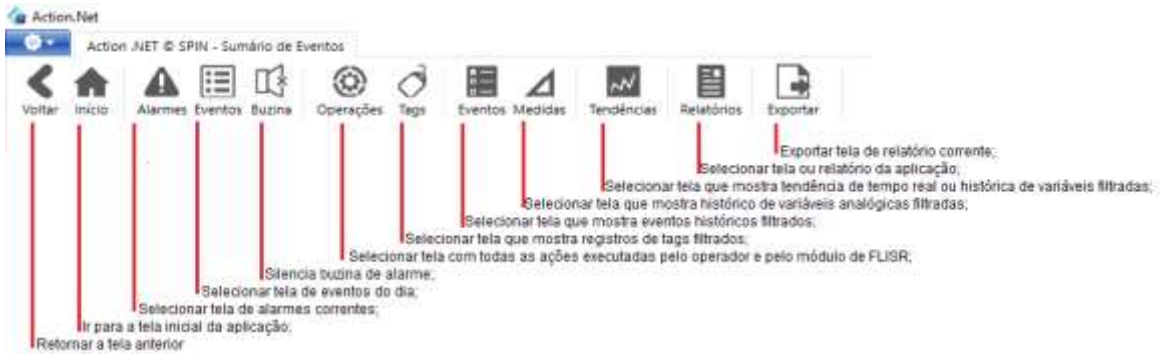 Action.Net
Action .NET © SPIN - Sumário de Eventos
Voltar Início Alarmes Eventos Buzina Operações Tags Eventos Medidas Tendências Relatórios Exportar
Exportar tela de relatório corrente;
Selecionar tela ou relatório da aplicação;
Selecionar tela que mostra tendência de tempo real ou histórica de variáveis filtradas;
Selecionar tela que mostra histórico de variáveis analógicas filtradas;
Selecionar tela que mostra eventos históricos filtrados;
Selecionar tela que mostra registros de tags filtrados;
Selecionar tela com todas as ações executadas pelo operador e pelo módulo de FLISR;
Silencia buzina de alarme;
Selecionar tela de eventos do dia;
Selecionar tela de alarmes correntes;
Ir para a tela inicial da aplicação;
Retornar a tela anterior